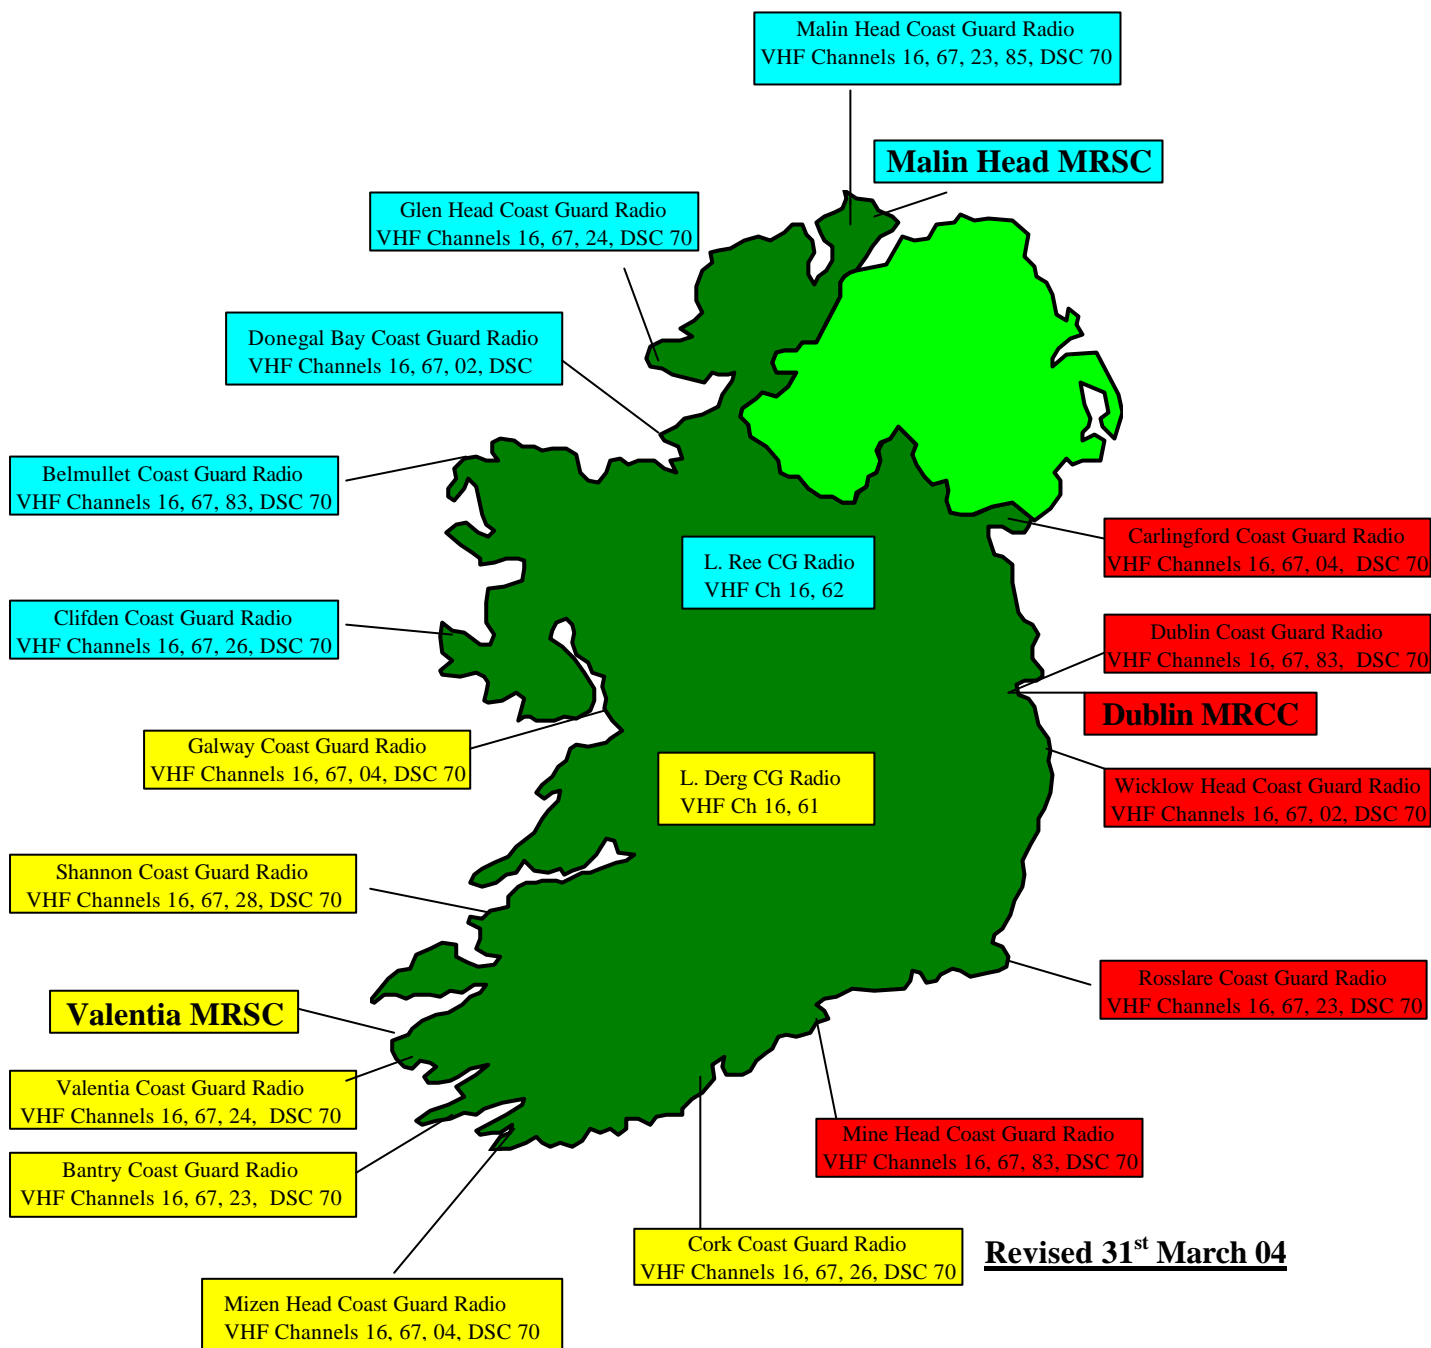 Malin Head Coast Guard Radio
VHF Channels 16, 67, 23, 85, DSC 70
Malin Head MRSC
Glen Head Coast Guard Radio
VHF Channels 16, 67, 24, DSC 70
Donegal Bay Coast Guard Radio
VHF Channels 16, 67, 02, DSC
Belmullet Coast Guard Radio
VHF Channels 16, 67, 83, DSC 70
Carlingford Coast Guard Radio
VHF Channels 16, 67, 04, DSC 70
L. Ree CG Radio
VHF Ch 16, 62
Clifden Coast Guard Radio
VHF Channels 16, 67, 26, DSC 70
Dublin Coast Guard Radio
VHF Channels 16, 67, 83, DSC 70
Dublin MRCC
Galway Coast Guard Radio
VHF Channels 16, 67, 04, DSC 70
L. Derg CG Radio
VHF Ch 16, 61
Wicklow Head Coast Guard Radio
VHF Channels 16, 67, 02, DSC 70
Shannon Coast Guard Radio
VHF Channels 16, 67, 28, DSC 70
Rosslare Coast Guard Radio
VHF Channels 16, 67, 23, DSC 70
Valentia MRSC
Valentia Coast Guard Radio
VHF Channels 16, 67, 24, DSC 70
Mine Head Coast Guard Radio
VHF Channels 16, 67, 83, DSC 70
Bantry Coast Guard Radio
VHF Channels 16, 67, 23, DSC 70
Cork Coast Guard Radio
VHF Channels 16, 67, 26, DSC 70
Revised 31st March 04
Mizen Head Coast Guard Radio
VHF Channels 16, 67, 04, DSC 70